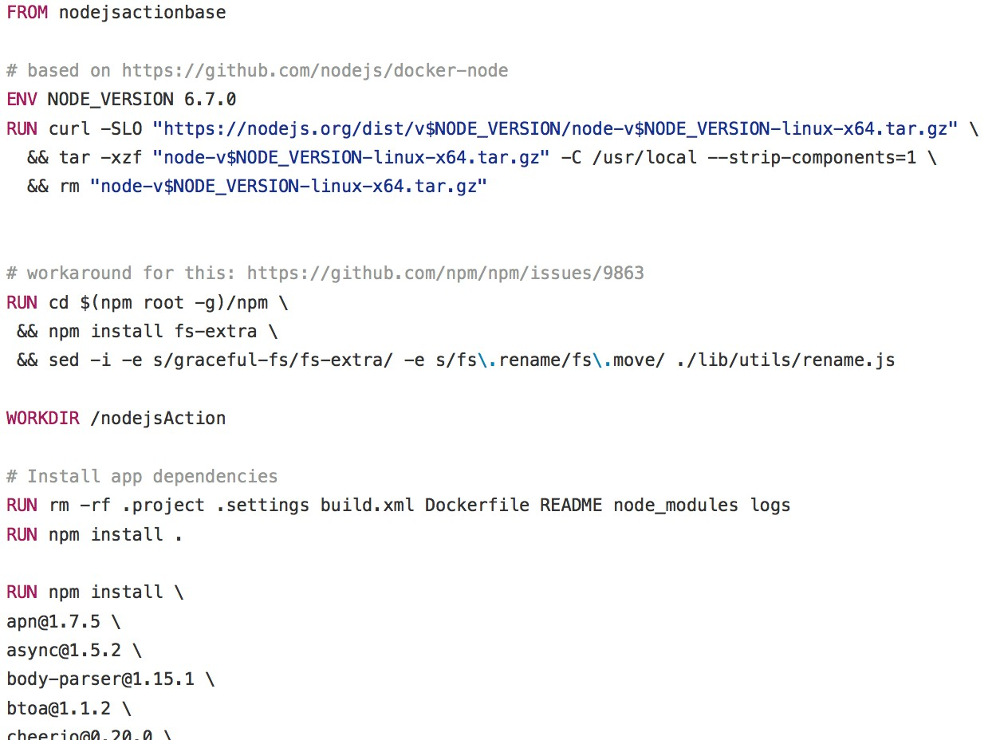 FROM nodejsactionbase
# based on https://github.com/nodejs/docker-node
ENV NODE_VERSION 6.7.0
RUN curl -SLO "https://nodejs.org/dist/v$NODE_VERSION/node-v$NODE_VERSION-linux-x64.tar.gz" \
&& tar -xzf "node-v$NODE_VERSION-linux-x64.tar.gz" -C /usr/local --strip-components=1 \
&& rm "node-v$NODE_VERSION-linux-x64.tar.gz"
# workaround for this: https://github.com/npm/npm/issues/9863
RUN cd $(npm root -g)/npm \
&& npm install fs-extra \
&& sed -i -e s/graceful-fs/fs-extra/ -e s/fs\.rename/fs\.move/ ./lib/utils/rename.js
WORKDIR /nodejsAction
# Install app dependencies
RUN rm -rf .project .settings build.xml Dockerfile README node_modules logs
RUN npm install .
RUN npm install \
apn@1.7.5 \
async@1.5.2 \
body-parser@1.15.1 \
btoa@1.1.2 \
cheerio@0.20.0 \